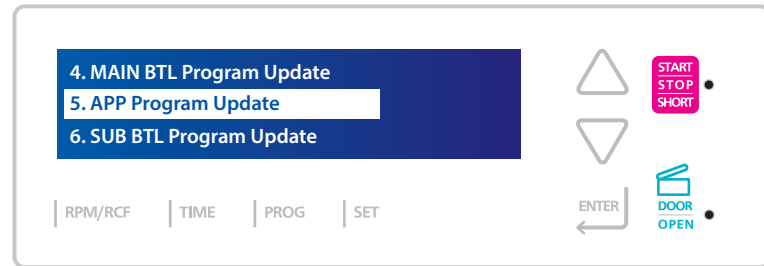 4. MAIN BTL Program Update
5. APP Program Update
6. SUB BTL Program Update
START
STOP
SHORT
RPM/RCF
TIME
PROG
SET
ENTER
DOOR
OPEN